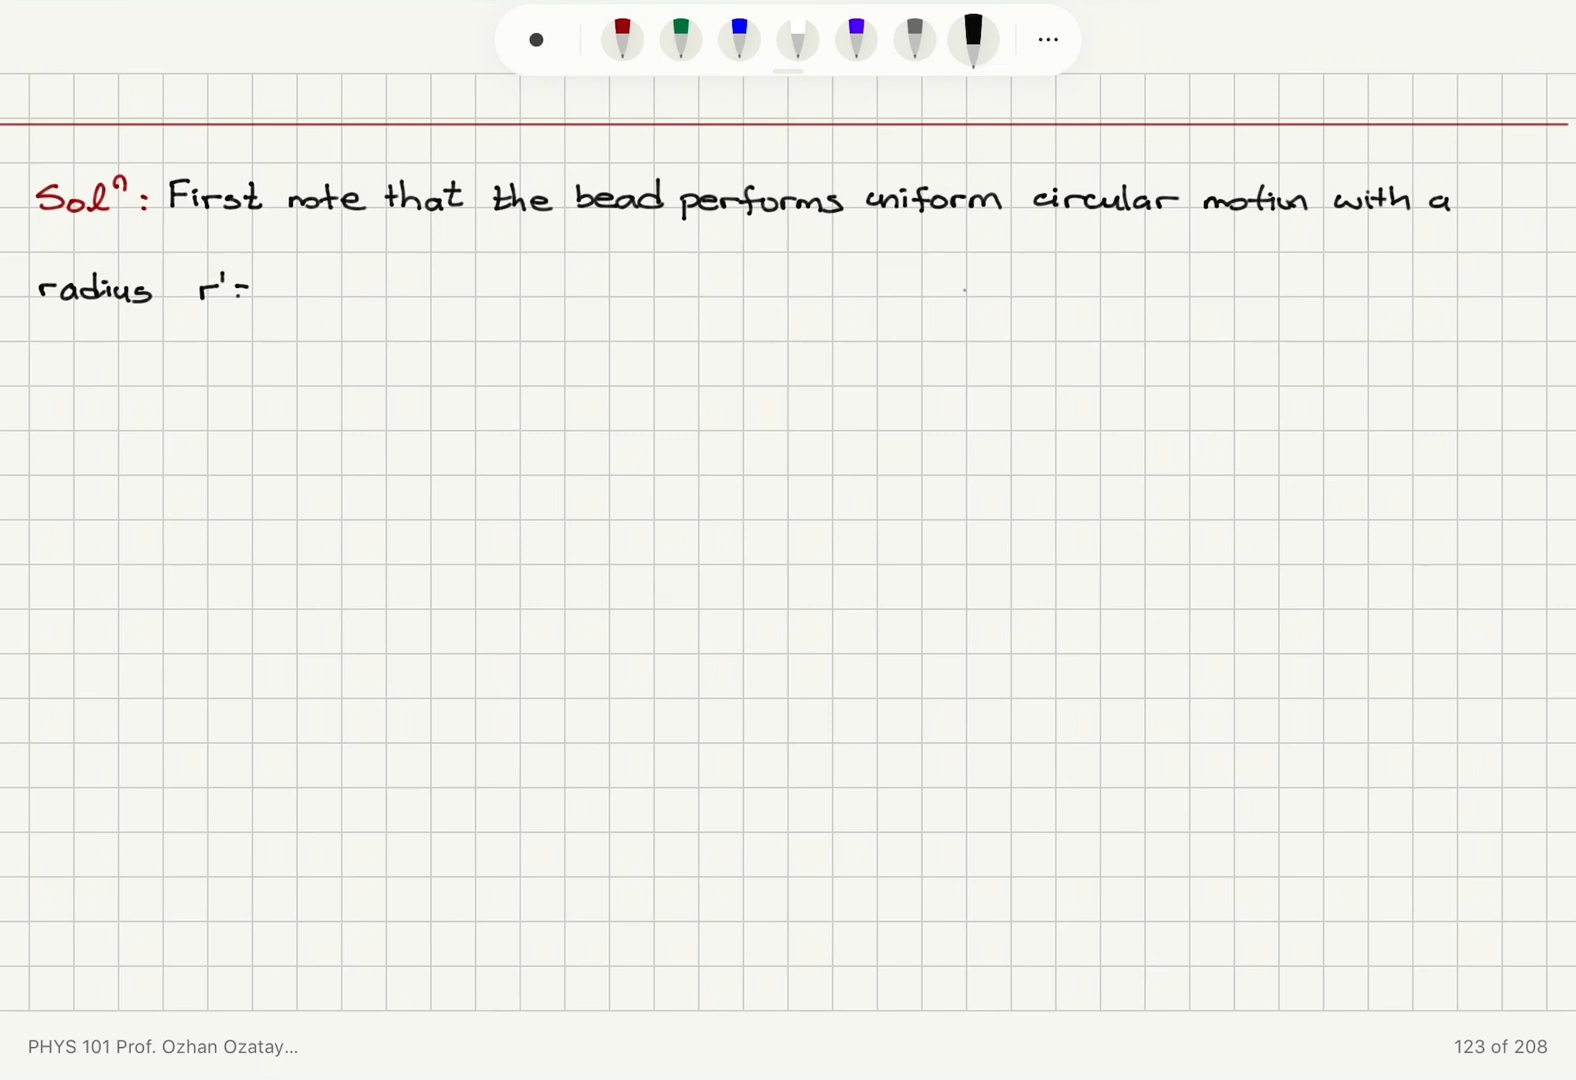 Solⁿ: First note that the bead performs uniform circular motion with a
radius r' =
PHYS 101 Prof. Ozhan Ozatay...
123 of 208